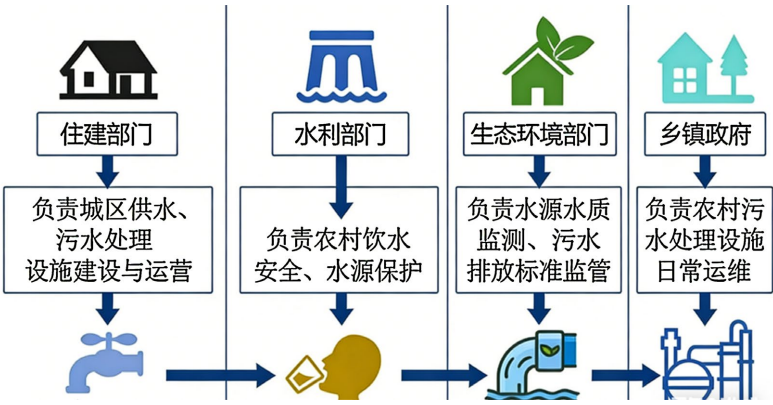 住建部门
水利部门
生态环境部门
乡镇政府
负责城区供水、
污水处理
设施建设与运营
负责农村饮水
安全、水源保护
负责水源水质
监测、污水
排放标准监管
负责农村污
水处理设施
日常运维